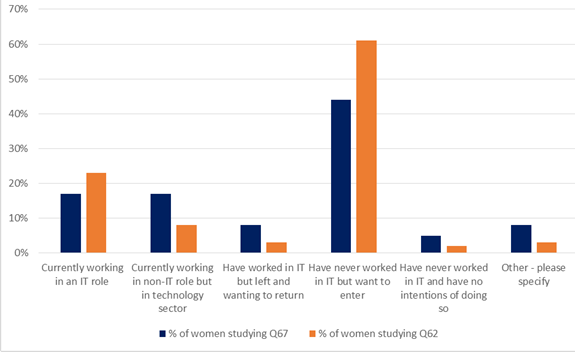 70%
60%
50%
40%
30%
20%
10%
0%
Currently working
in an IT role
Currently working
in non-IT role but
in technology
sector
Have worked in IT
but left and
wanting to return
Have never worked
in IT but want to
enter
Have never worked
in IT and have no
intentions of doing
so
Other - please
specify
% of women studying Q67
% of women studying Q62